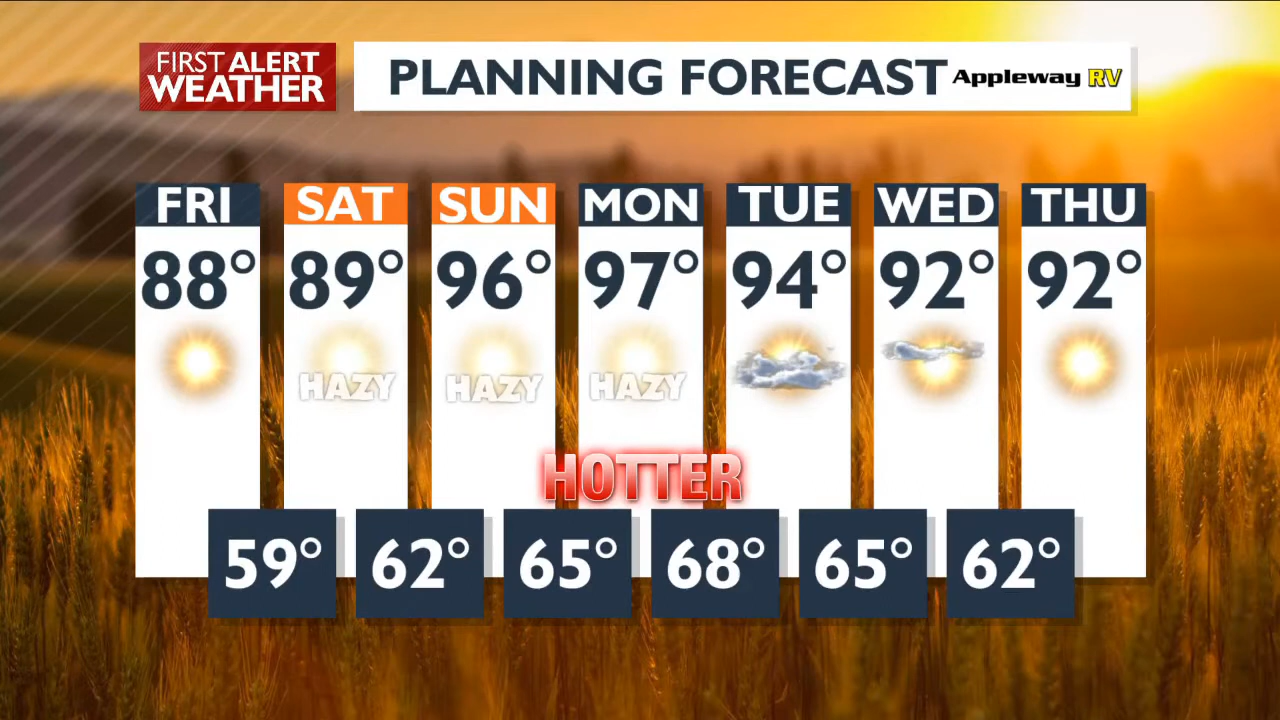 FIRST ALERT
WEATHER
PLANNING FORECAST Appleway RV
FRI SAT SUN MON TUE WED THU
88° 89° 96° 97° 94° 92° 92°
HAZY HAZY HAZY
HOTTER
59° 62° 65° 68° 65° 62°